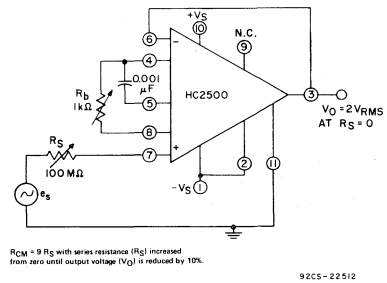 +VS
N.C.
6
−
10
9
4
0.001
μF
Rb
1kΩ
5
HC2500
3
VO = 2VRMS
AT RS = 0
8
RS
7
+
100 MΩ
2
11
−VS
1
es
RCM = 9 RS with series resistance (RS) increased
from zero until output voltage (VO) is reduced by 10%.
92CS-22512